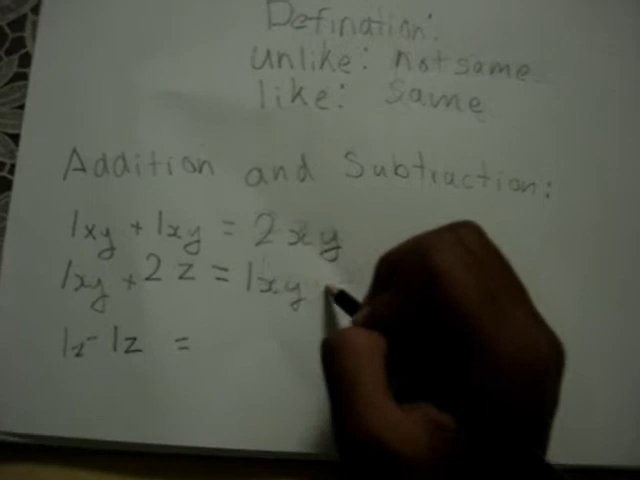 Defination:
unlike: not same
like: same
Addition and Subtraction:
1xy + 1xy = 2xy
1xy + 2z = 1xy
1z - 1z =